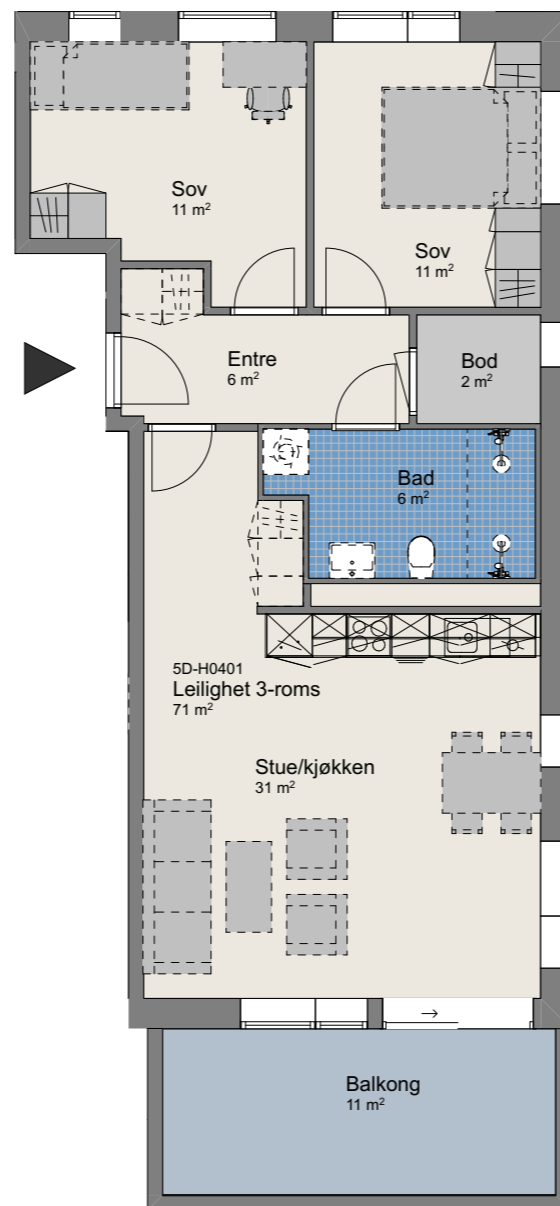 Sov
11 m²
Sov
11 m²
Entre
6 m²
Bod
2 m²
Bad
6 m²
5D-H0401
Leilighet 3-roms
71 m²
Stue/kjøkken
31 m²
Balkong
11 m²